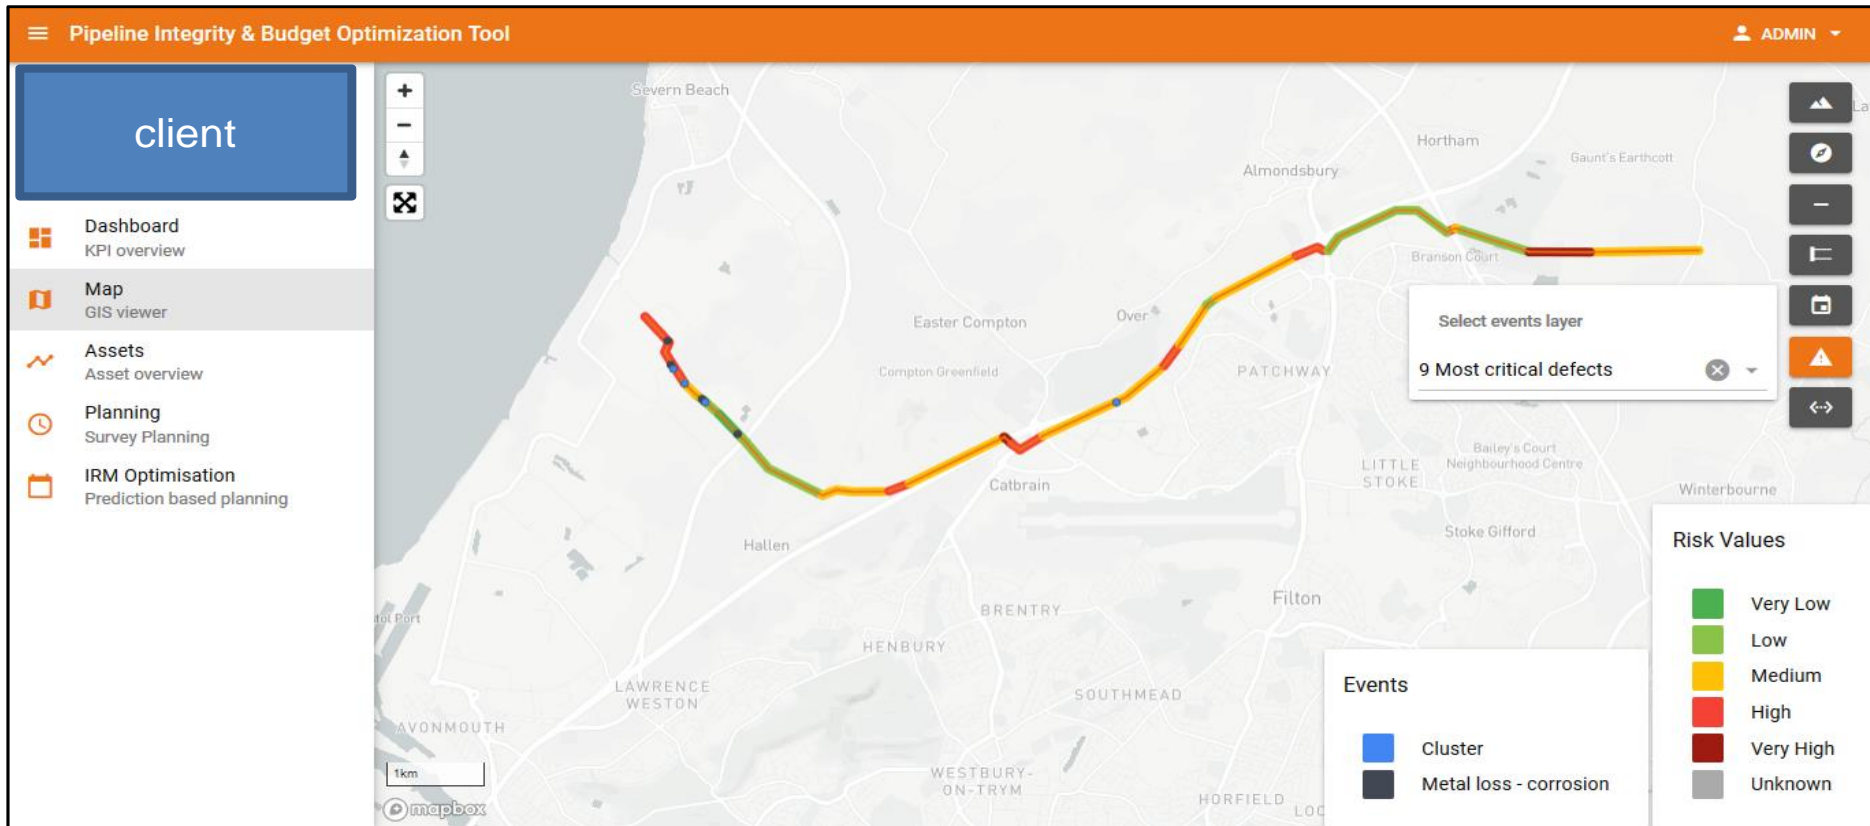 Pipeline Integrity & Budget Optimization Tool
ADMIN
client
Dashboard
KPI overview
Map
GIS viewer
Assets
Asset overview
Planning
Survey Planning
IRM Optimisation
Prediction based planning
Severn Beach
Hortham
Gaunt's Earthcott
Almondsbury
Branson Court
Easter Compton
Over
Compton Greenfield
PATCHWAY
Select events layer
9 Most critical defects
Bailey's Court
Neighbourhood Centre
LITTLE
STOKE
Catbrain
Winterbourne
Stoke Gifford
Hallen
Filton
BRENTRY
HENBURY
LAWRENCE
WESTON
SOUTHMEAD
AVONMOUTH
WESTBURY-
ON-TRYM
HORFIELD
1km
mapbox
Events
Cluster
Metal loss - corrosion
Risk Values
Very Low
Low
Medium
High
Very High
Unknown